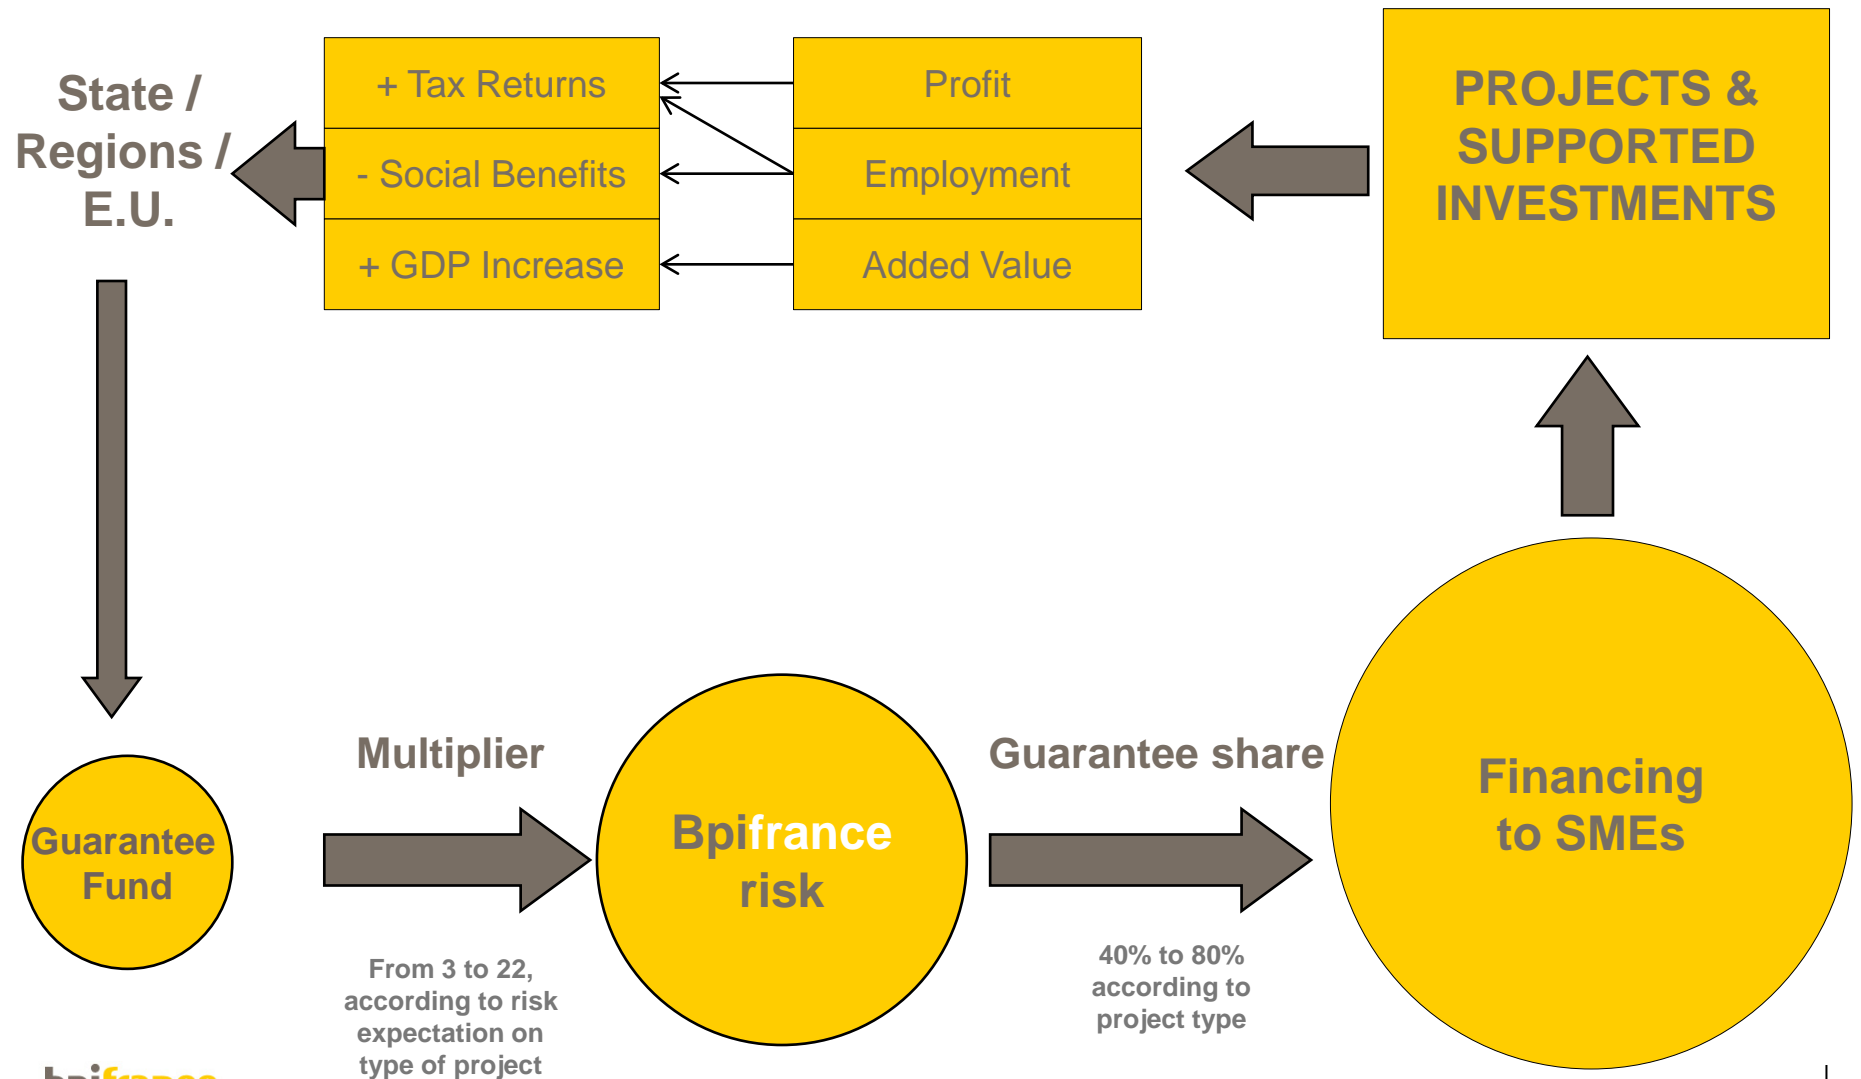 State /
Regions /
E.U.
+ Tax Returns
- Social Benefits
+ GDP Increase
Profit
Employment
Added Value
PROJECTS &
SUPPORTED
INVESTMENTS
Guarantee
Fund
Multiplier
From 3 to 22,
according to risk
expectation on
type of project
Bpifrance
risk
Guarantee share
40% to 80%
according to
project type
Financing
to SMEs
bpifrance